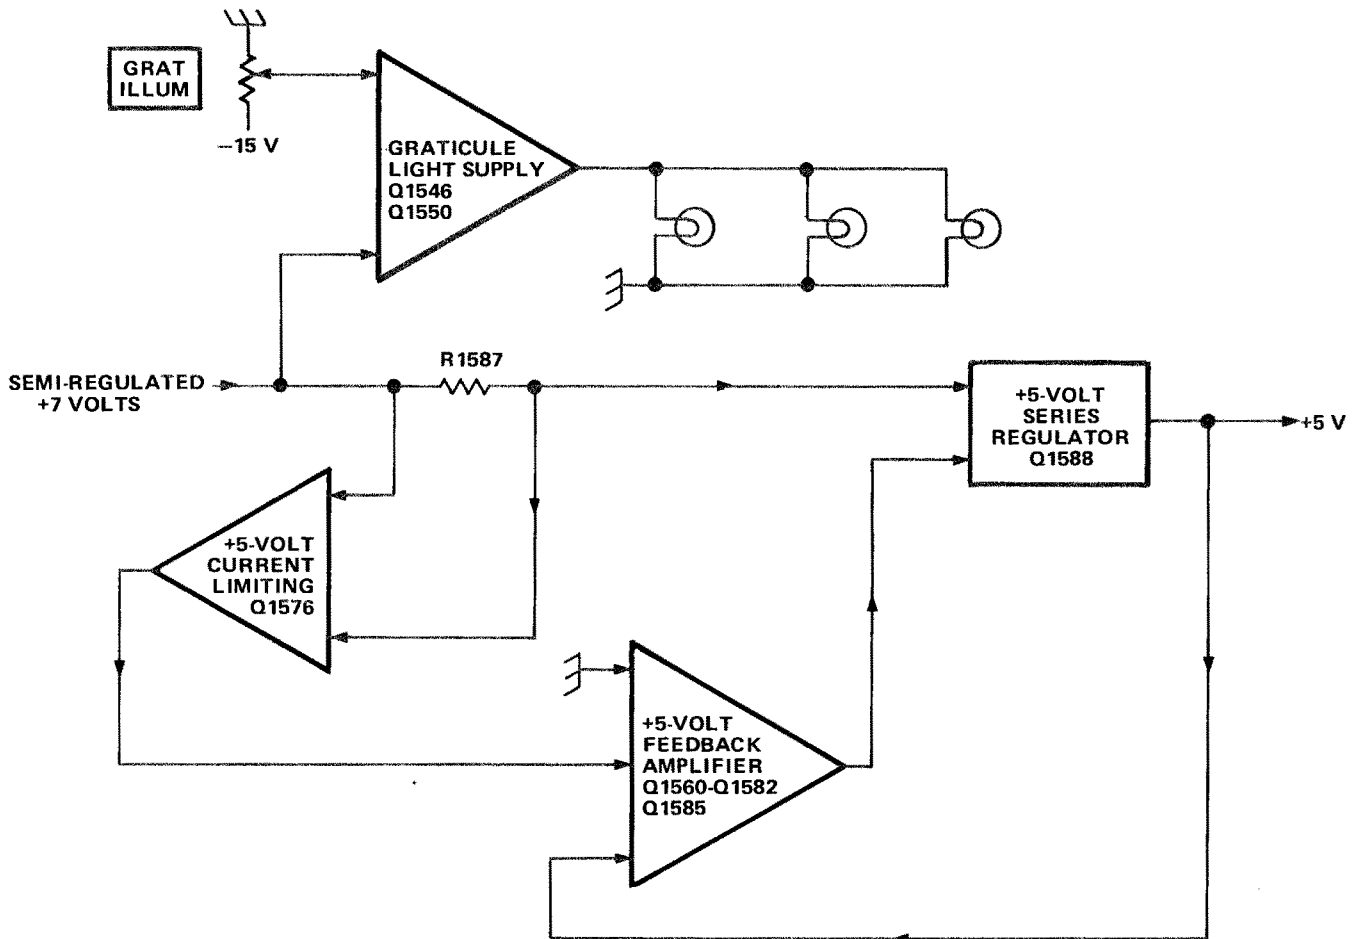 GRAT
ILLUM
−15 V
GRATICULE
LIGHT SUPPLY
Q1546
Q1550
R1587
SEMI-REGULATED
+7 VOLTS
+5-VOLT
SERIES
REGULATOR
Q1588
+5 V
+5-VOLT
CURRENT
LIMITING
Q1576
+5-VOLT
FEEDBACK
AMPLIFIER
Q1560-Q1582
Q1585